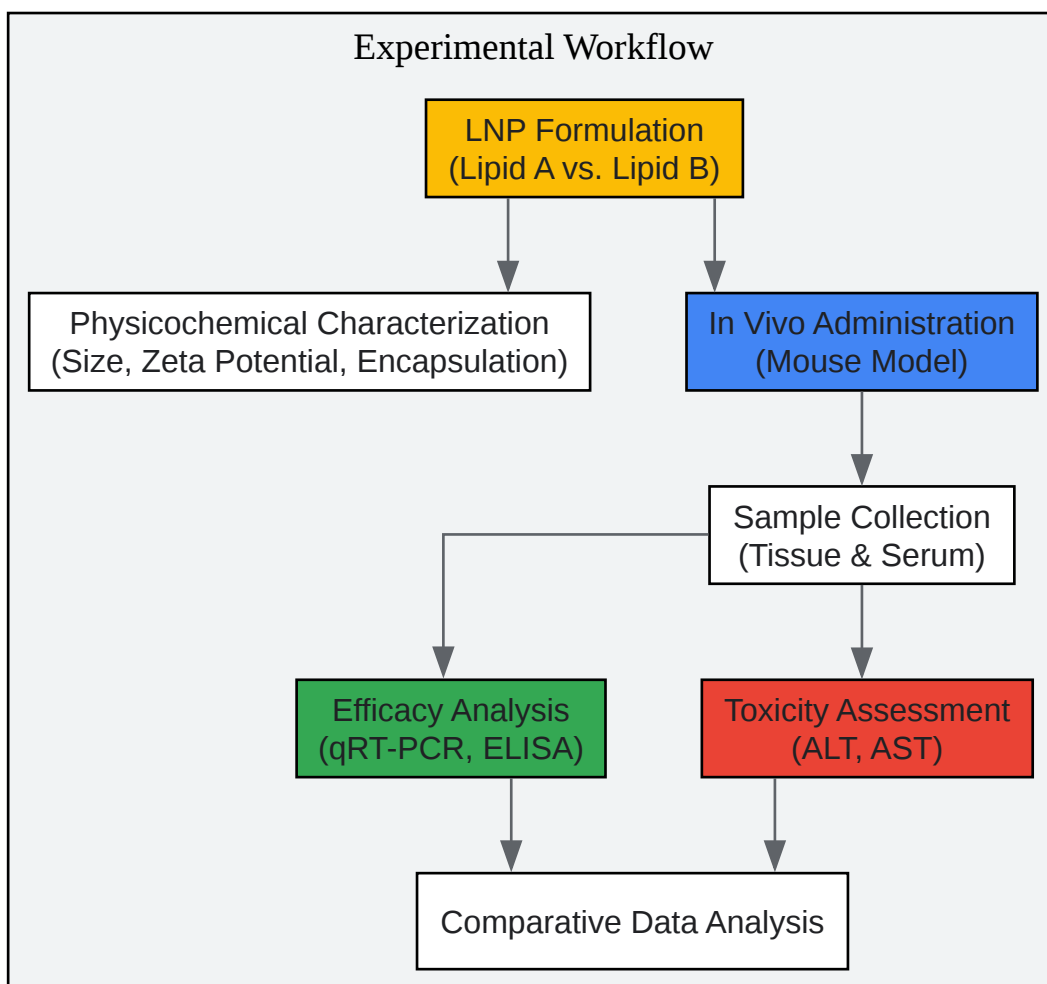 Experimental Workflow
LNP Formulation
(Lipid A vs. Lipid B)
Physicochemical Characterization
(Size, Zeta Potential, Encapsulation)
In Vivo Administration
(Mouse Model)
Sample Collection
(Tissue & Serum)
Efficacy Analysis
(qRT-PCR, ELISA)
Toxicity Assessment
(ALT, AST)
Comparative Data Analysis